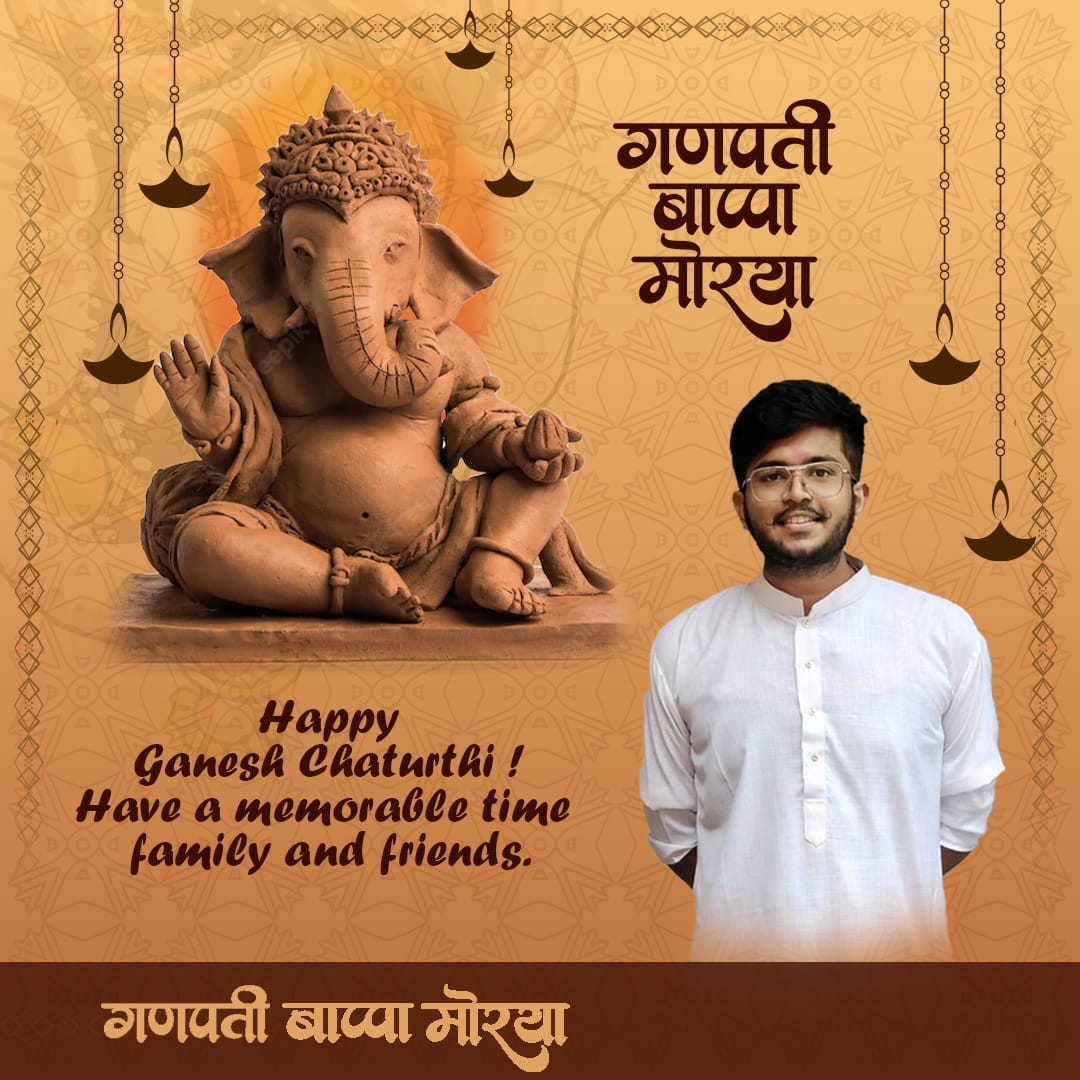 गणपती
बाप्पा
मोरया
Happy
Ganesh Chaturthi !
Have a memorable time
family and friends.
गणपती बाप्पा मोरया